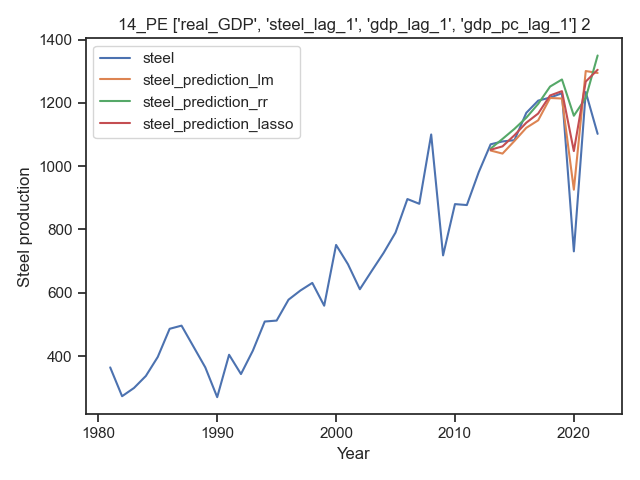 14_PE ['real_GDP', 'steel_lag_1', 'gdp_lag_1', 'gdp_pc_lag_1'] 2
steel
steel_prediction_lm
steel_prediction_rr
steel_prediction_lasso
Steel production
1400
1200
1000
800
600
400
1980
1990
2000
2010
2020
Year